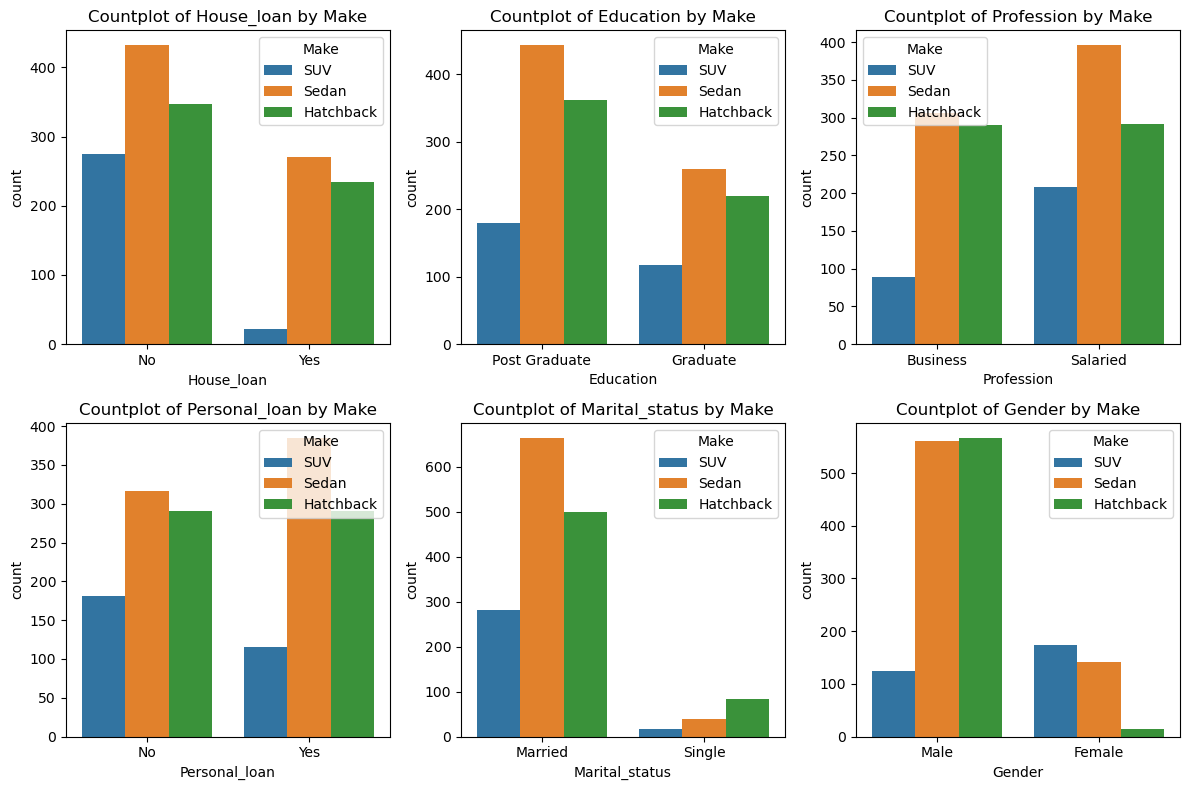 Countplot of House_loan by Make
count
400
300
200
100
0
Make
SUV
Sedan
Hatchback
No Yes
House_loan
Countplot of Education by Make
count
400
300
200
100
0
Make
SUV
Sedan
Hatchback
Post Graduate Graduate
Education
Countplot of Profession by Make
count
400
350
300
250
200
150
100
50
0
Make
SUV
Sedan
Hatchback
Business Salaried
Profession
Countplot of Personal_loan by Make
count
400
350
300
250
200
150
100
50
0
Make
SUV
Sedan
Hatchback
No Yes
Personal_loan
Countplot of Marital_status by Make
count
600
500
400
300
200
100
0
Make
SUV
Sedan
Hatchback
Married Single
Marital_status
Countplot of Gender by Make
count
500
400
300
200
100
0
Make
SUV
Sedan
Hatchback
Male Female
Gender